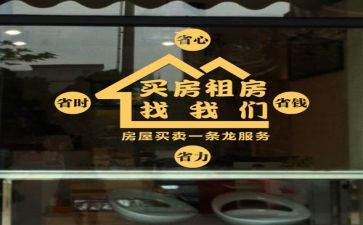 省心
买房租房
省时
找我们
省钱
房屋买卖一条龙服务
省力